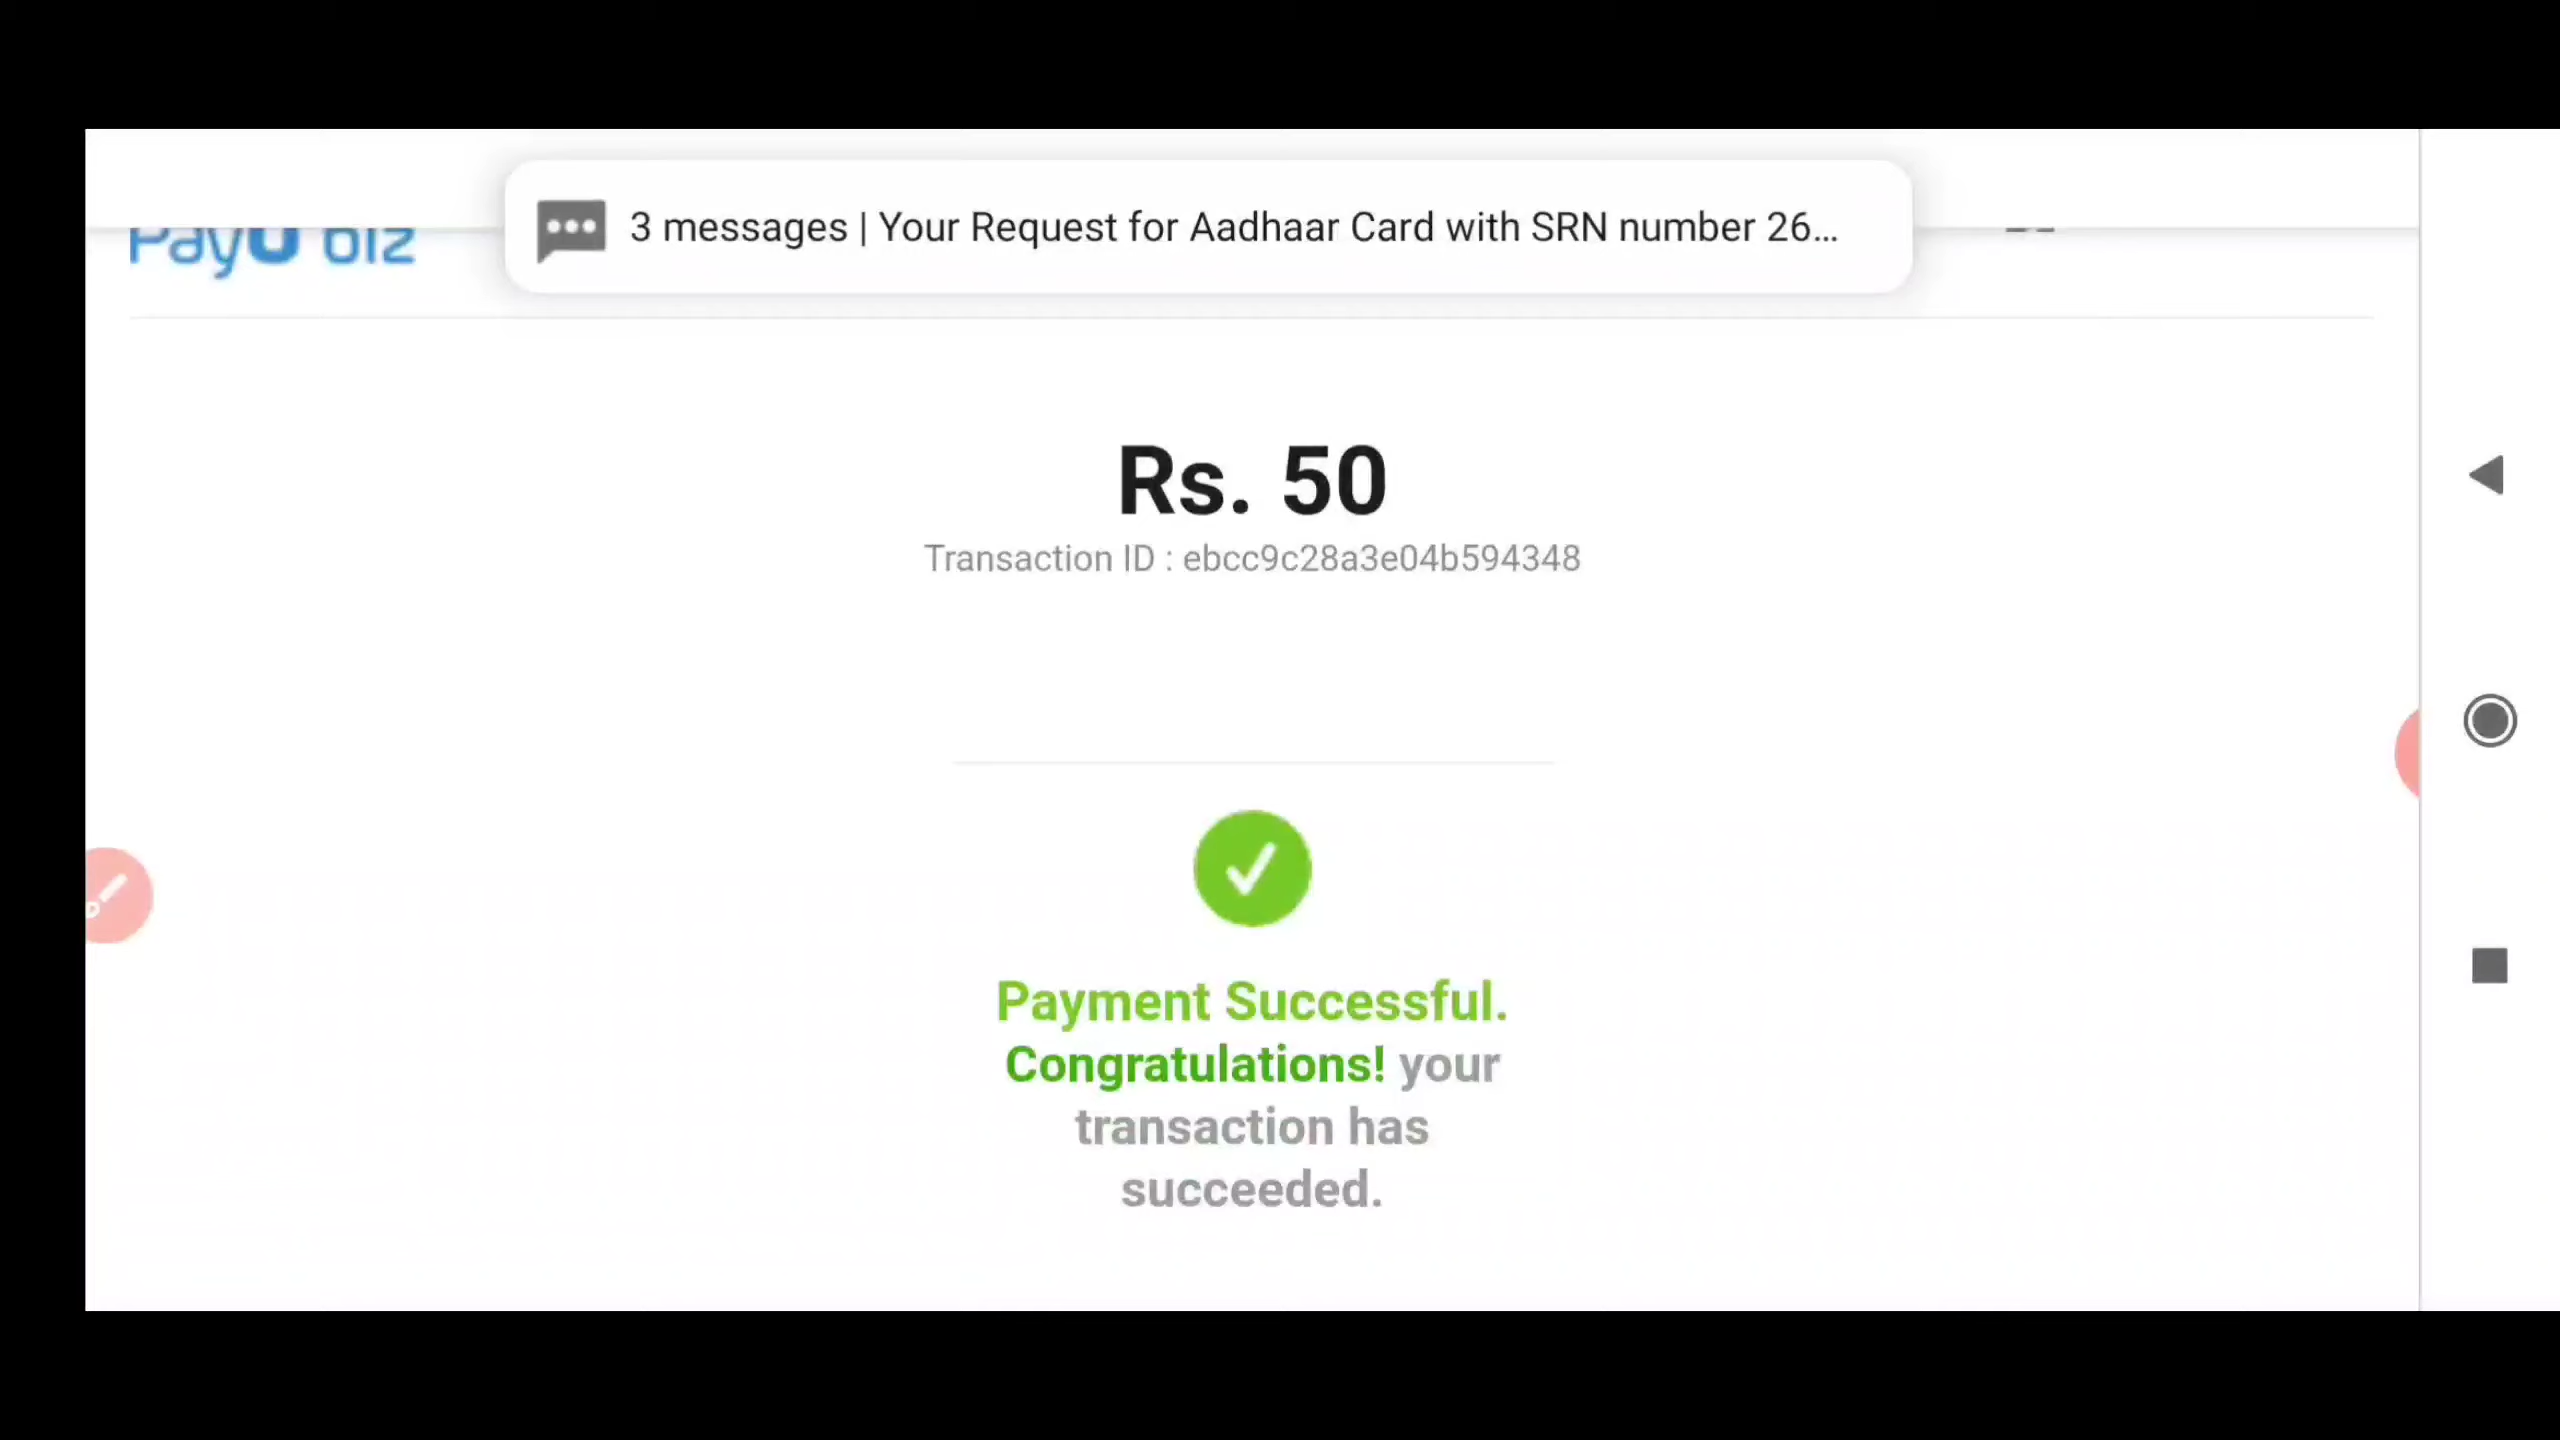 3 messages | Your Request for Aadhaar Card with SRN number 26...
PayU biz
Rs. 50
Transaction ID : ebcc9c28a3e04b594348
Payment Successful.
Congratulations! your
transaction has
succeeded.